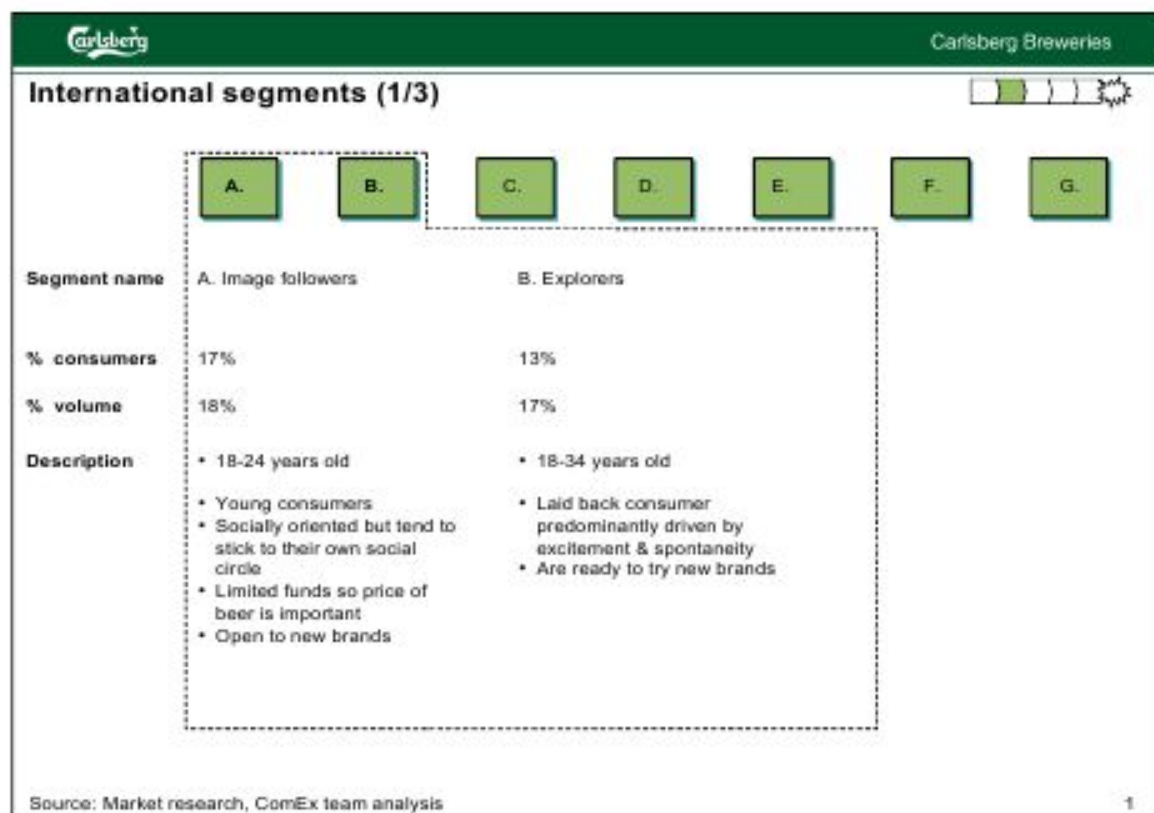 Carlsberg
Carlsberg Breweries
International segments (1/3)
A.
B.
C.
D.
E.
F.
G.
Segment name
A. Image followers
B. Explorers
% consumers
17%
13%
% volume
18%
17%
Description
• 18-24 years old
• Young consumers
• Socially oriented but tend to
stick to their own social
circle
• Limited funds so price of
beer is important
• Open to new brands
• 18-34 years old
• Laid back consumer
predominantly driven by
excitement & spontaneity
• Are ready to try new brands
Source: Market research, ComEx team analysis
1